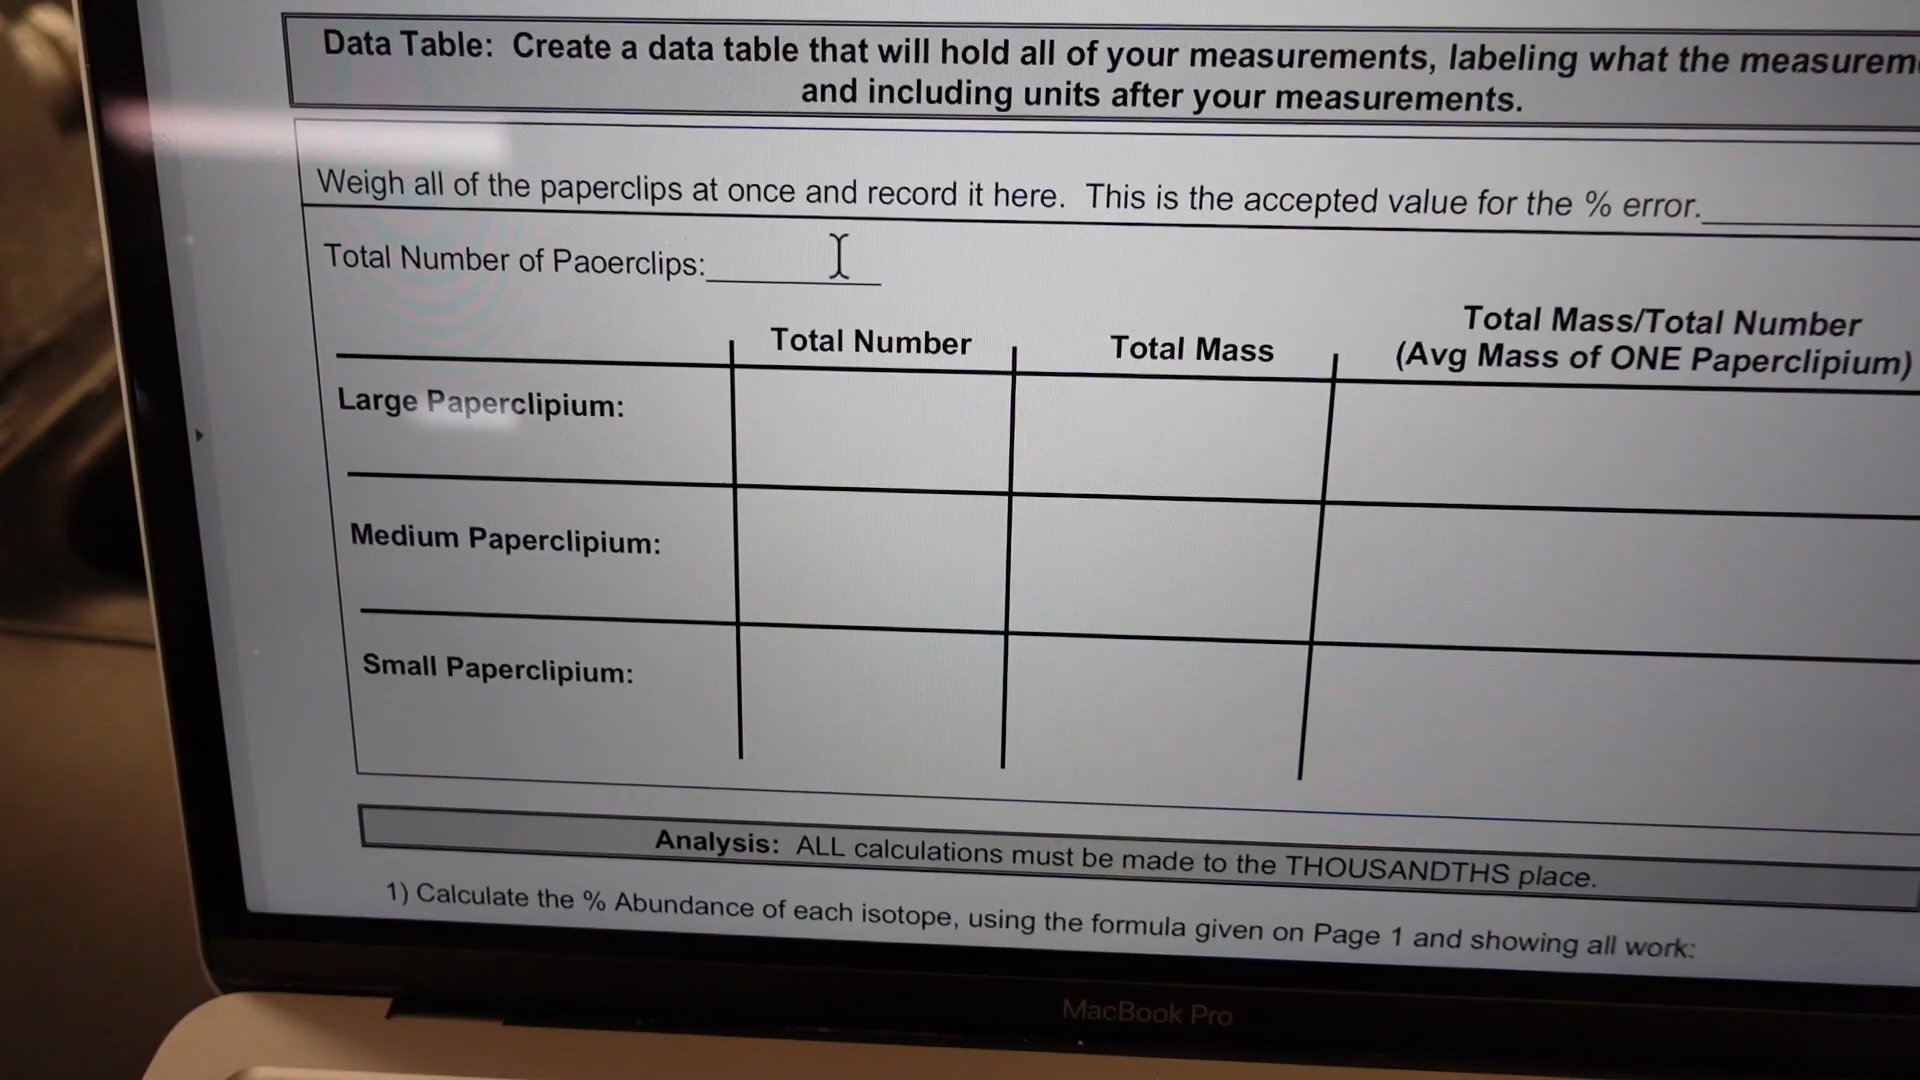 Data Table: Create a data table that will hold all of your measurements, labeling what the
and including units after your measurements.
Weigh all of the paperclips at once and record it here. This is the accepted value for the % error.
Total Number of Paoerclips:
Total Number
Total Mass
Total Mass/Total Number
(Avg Mass of ONE Paperclipium)
Large Paperclipium:
Medium Paperclipium:
Small Paperclipium:
Analysis: ALL calculations must be made to the THOUSANDTHS place.
1) Calculate the % Abundance of each isotope, using the formula given on Page 1 and showing all work:
MacBook Pro